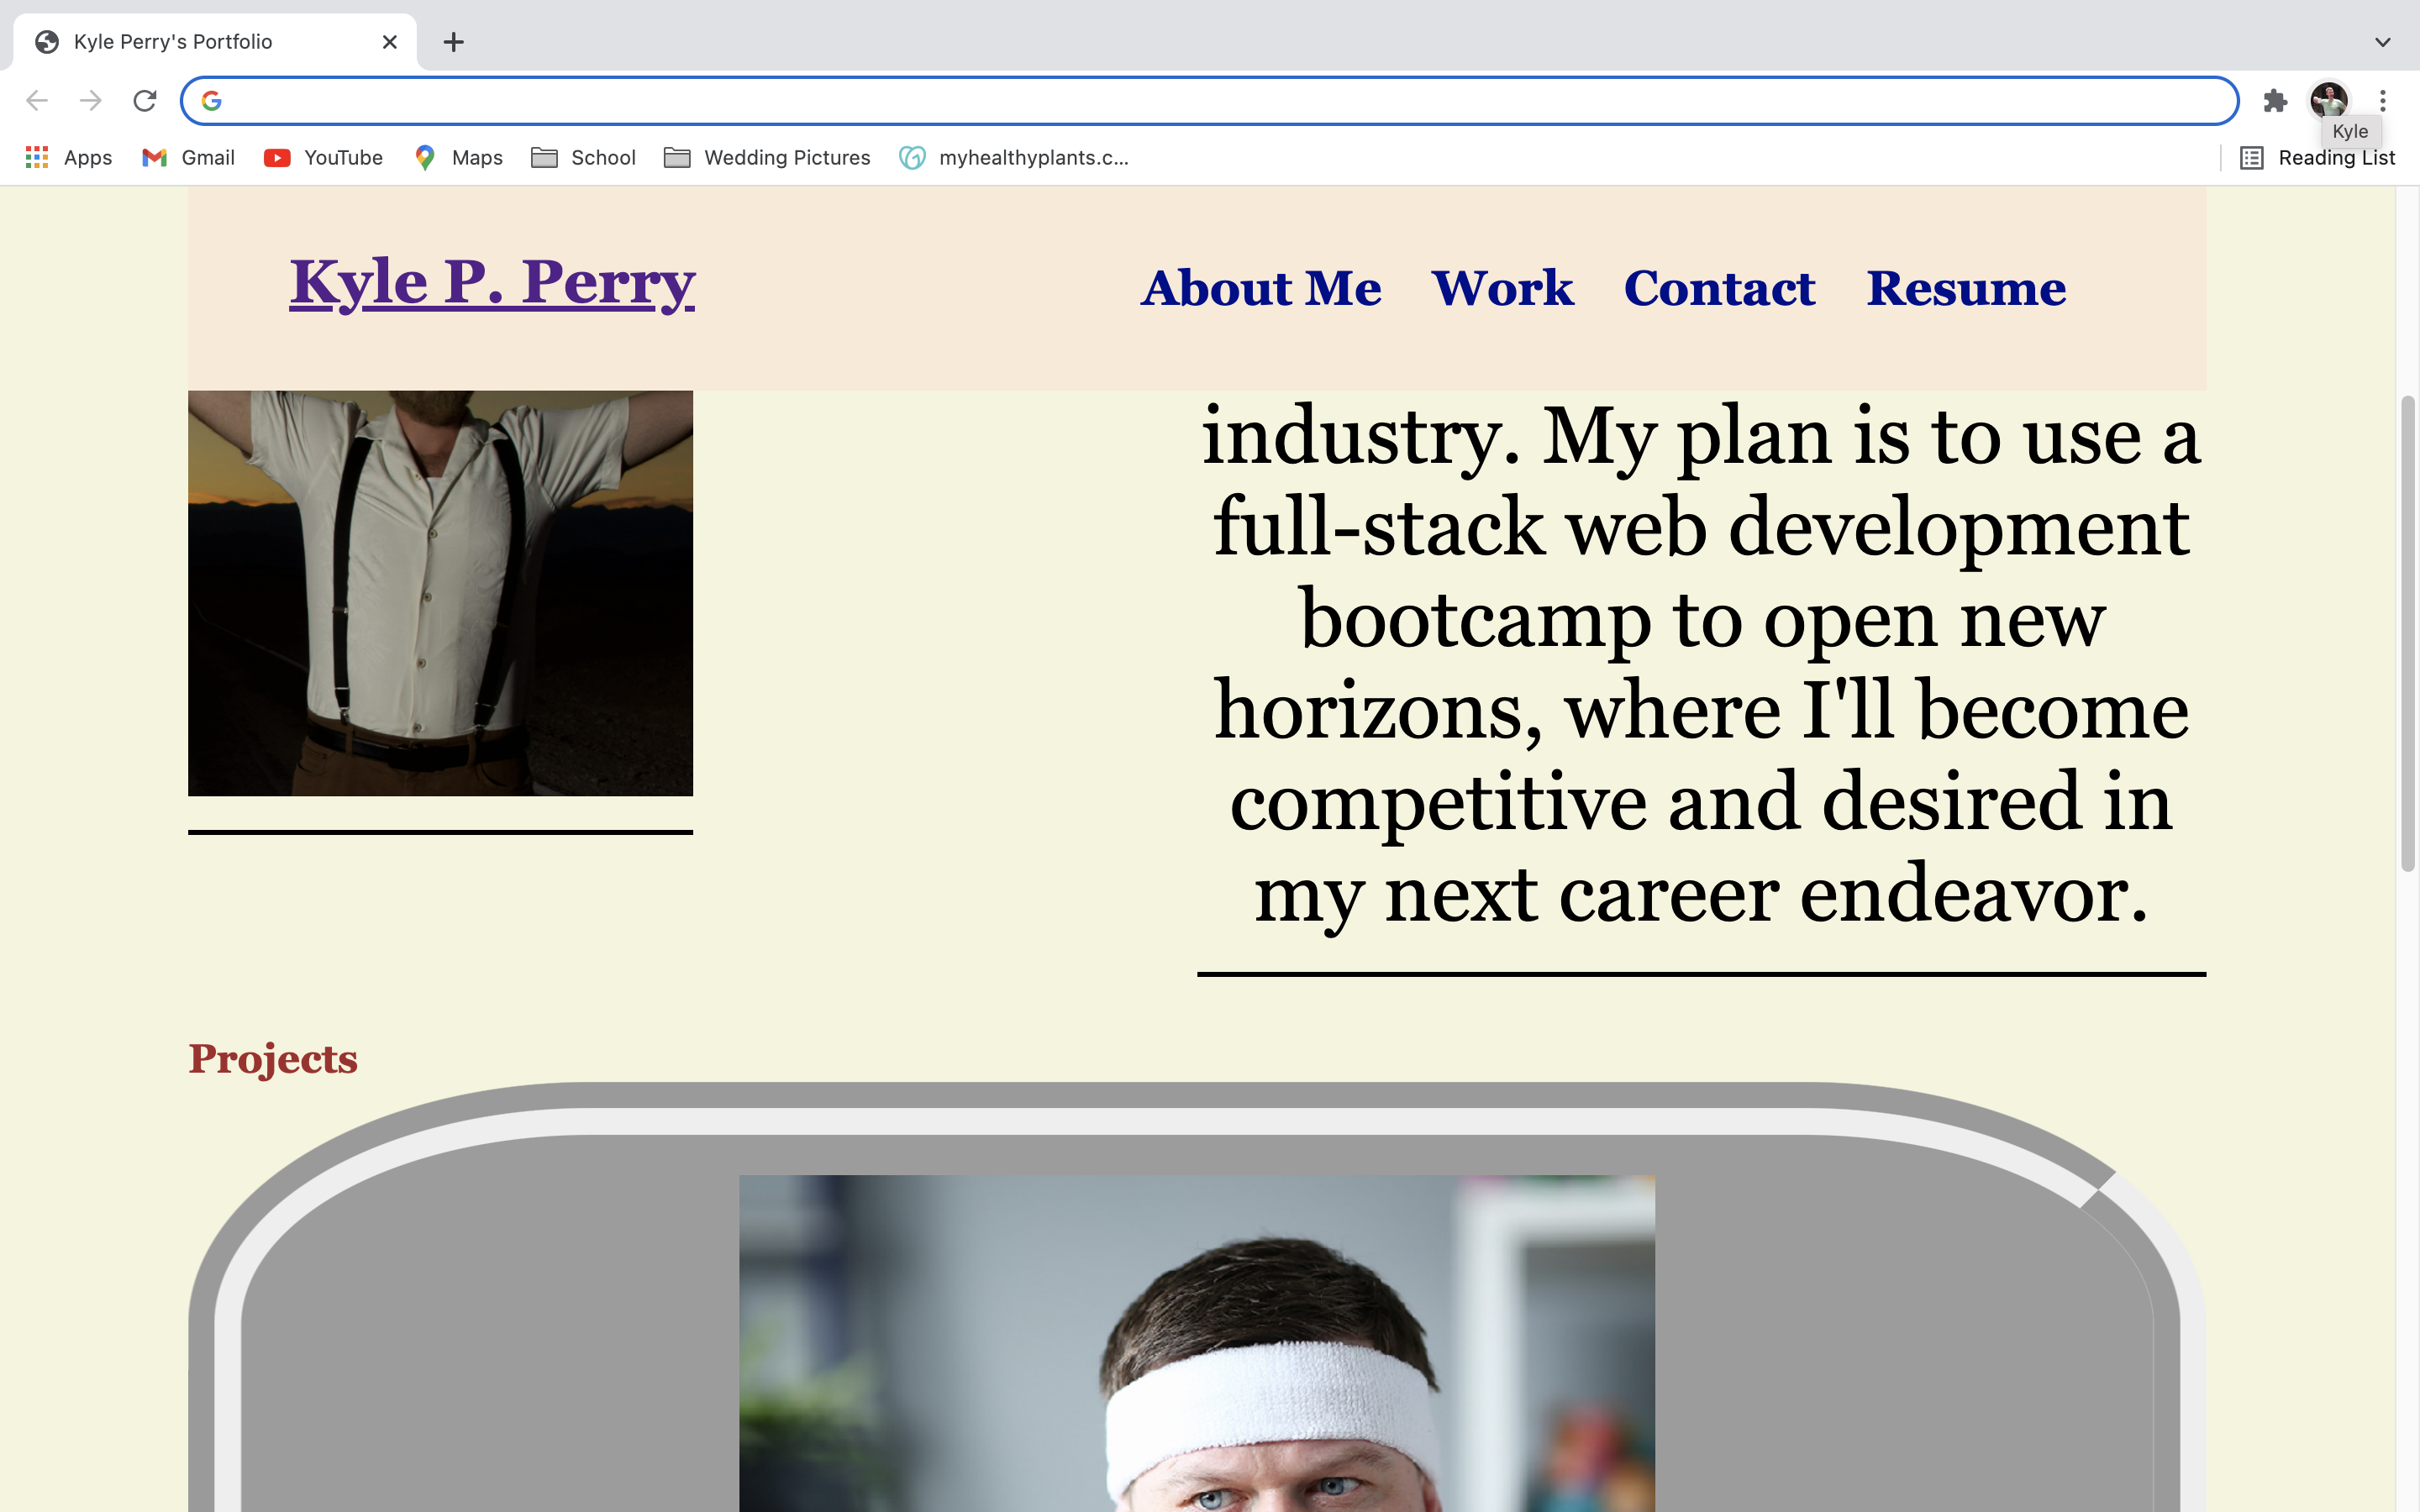 Kyle Perry's Portfolio
Kyle
Apps Gmail YouTube Maps School Wedding Pictures myhealthyplants.c... Reading List
Kyle P. Perry About Me Work Contact Resume
industry. My plan is to use a
full-stack web development
bootcamp to open new
horizons, where I'll become
competitive and desired in
my next career endeavor.
Projects